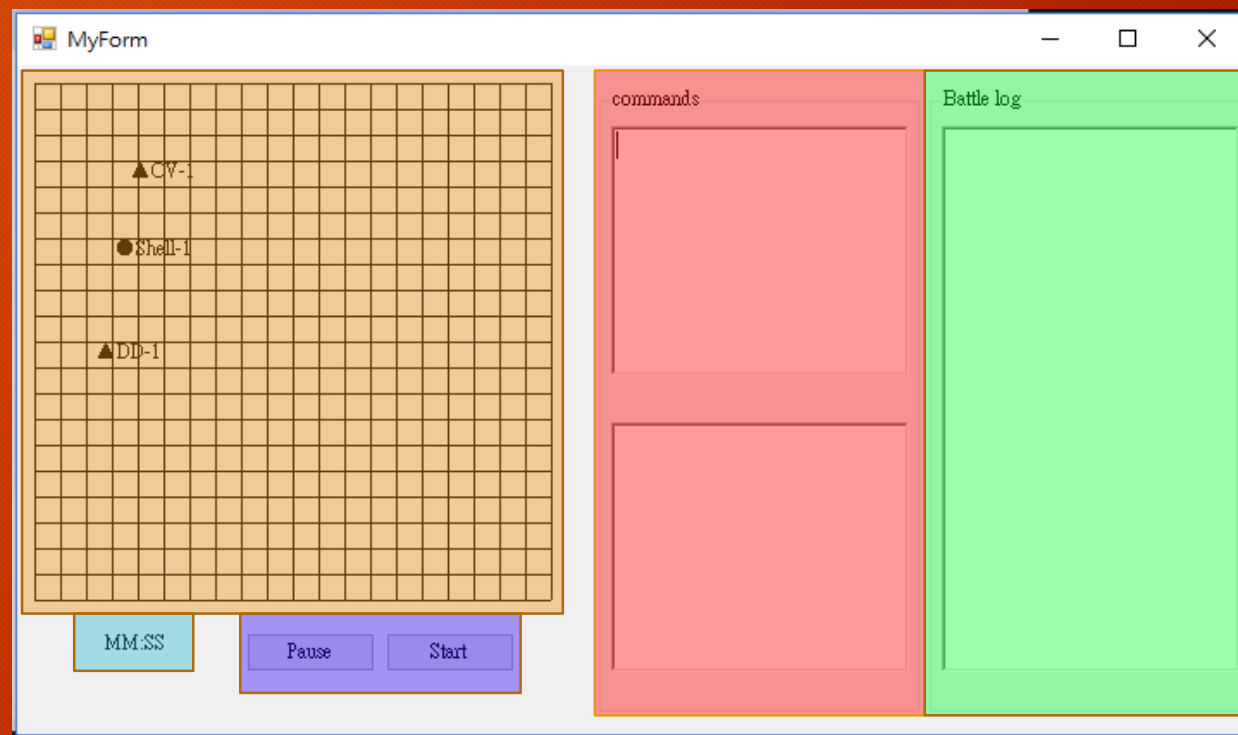 MyForm
commands
Battle log
CV-1
Shell-1
DD-1
MM:SS
Pause
Start